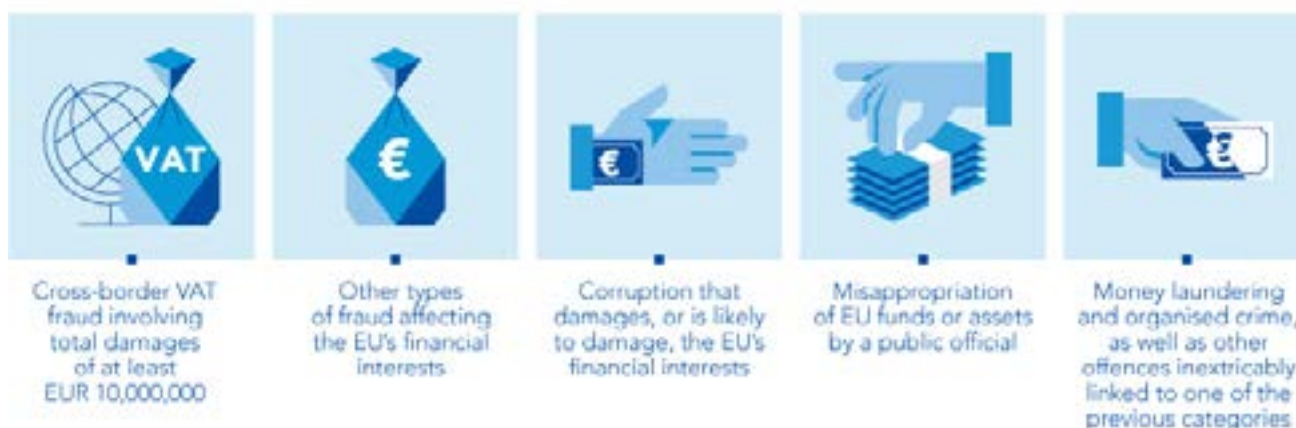 VAT
€
€
€
Cross-border VAT
fraud involving
total damages
of at least
EUR 10,000,000
Other types
of fraud affecting
the EU's financial
interests
Corruption that
damages, or is likely
to damage, the EU's
financial interests
Misappropriation
of EU funds or assets
by a public official
Money laundering
and organised crime,
as well as other
offences inextricably
linked to one of the
previous categories